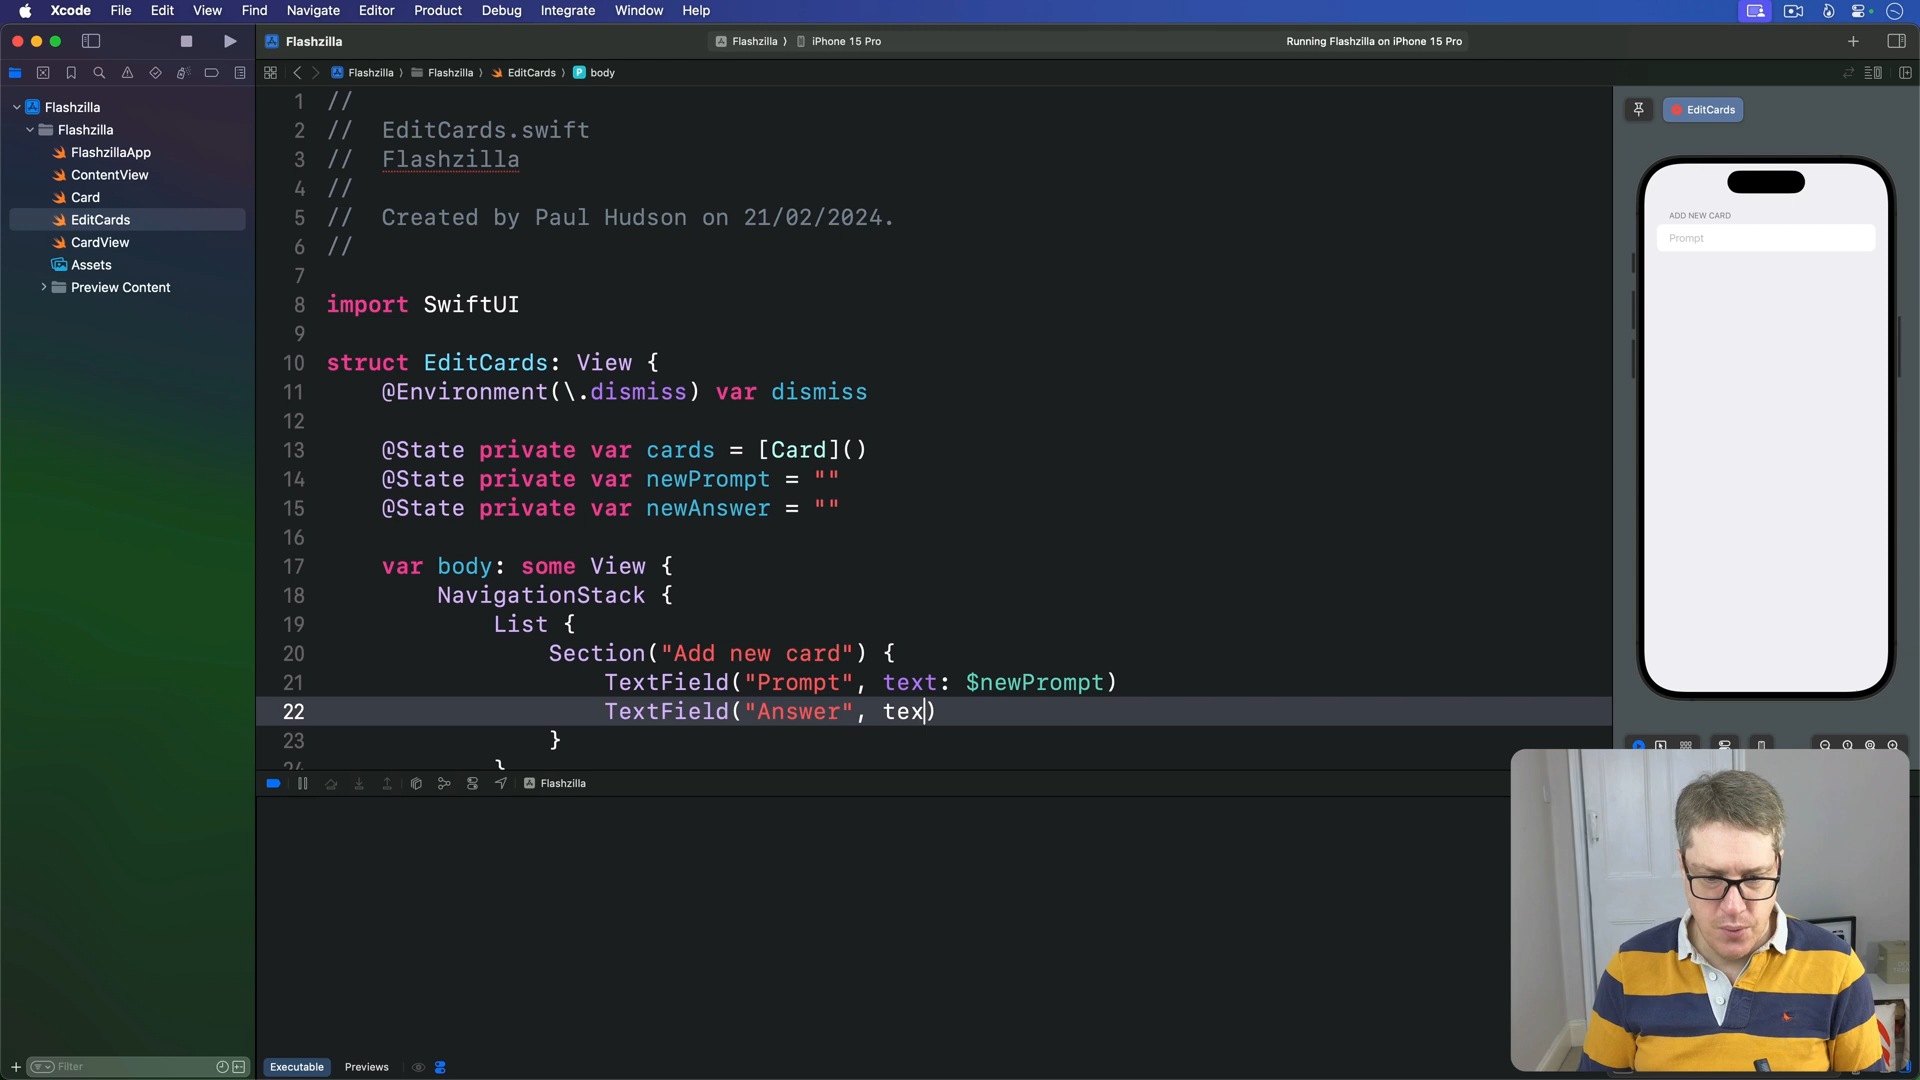 Xcode File Edit View Find Navigate Editor Product Debug Integrate Window Help
Flashzilla
Flashzilla 〉 iPhone 15 Pro
Running Flashzilla on iPhone 15 Pro
Flashzilla 〉 Flashzilla 〉 EditCards 〉 P body
Flashzilla
Flashzilla
FlashzillaApp
ContentView
Card
EditCards
CardView
Assets
Preview Content
Filter
1 //
2 // EditCards.swift
3 // Flashzilla
4 //
5 // Created by Paul Hudson on 21/02/2024.
6 //
7
8 import SwiftUI
9
10 struct EditCards: View {
11 @Environment(\.dismiss) var dismiss
12
13 @State private var cards = [Card]()
14 @State private var newPrompt = ""
15 @State private var newAnswer = ""
16
17 var body: some View {
18 NavigationStack {
19 List {
20 Section("Add new card") {
21 TextField("Prompt", text: $newPrompt)
22 TextField("Answer", tex)
23 }
24 }
Flashzilla
Executable Previews
EditCards
ADD NEW CARD
Prompt